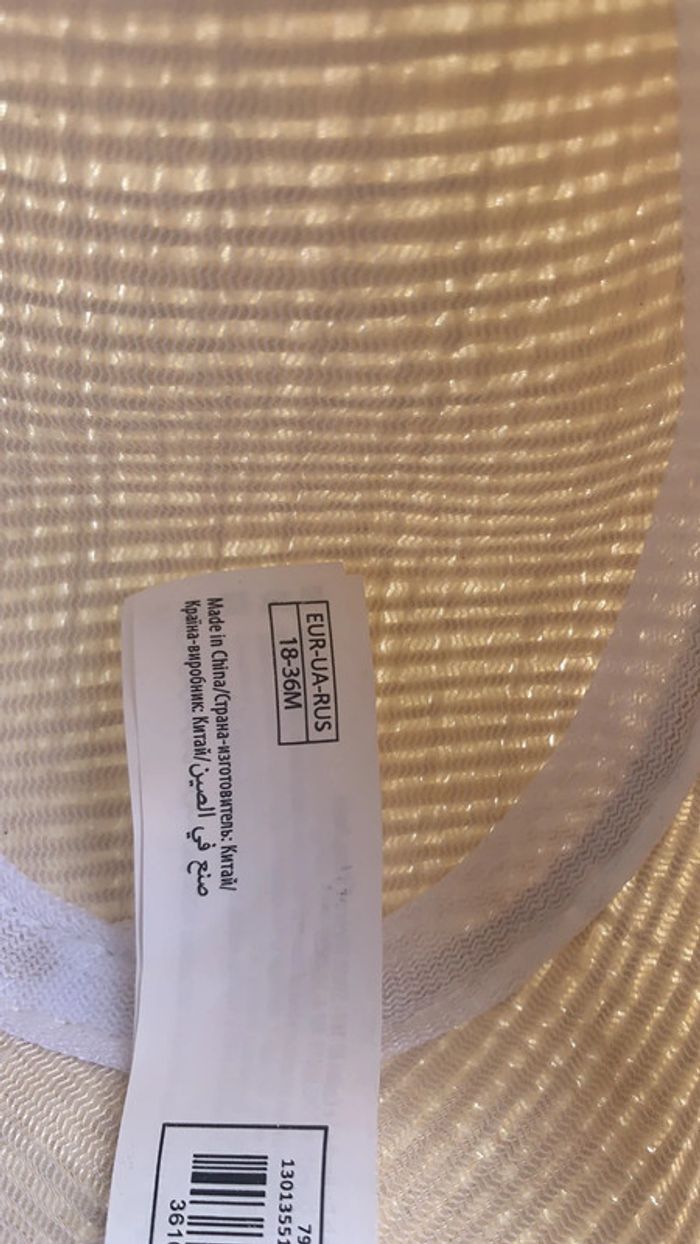 EUR-UA-RUS
18-36M
Made in China/Страна-изготовитель: Китай/
Країна-виробник: Китай/صنع في الصين
79
13013551
361